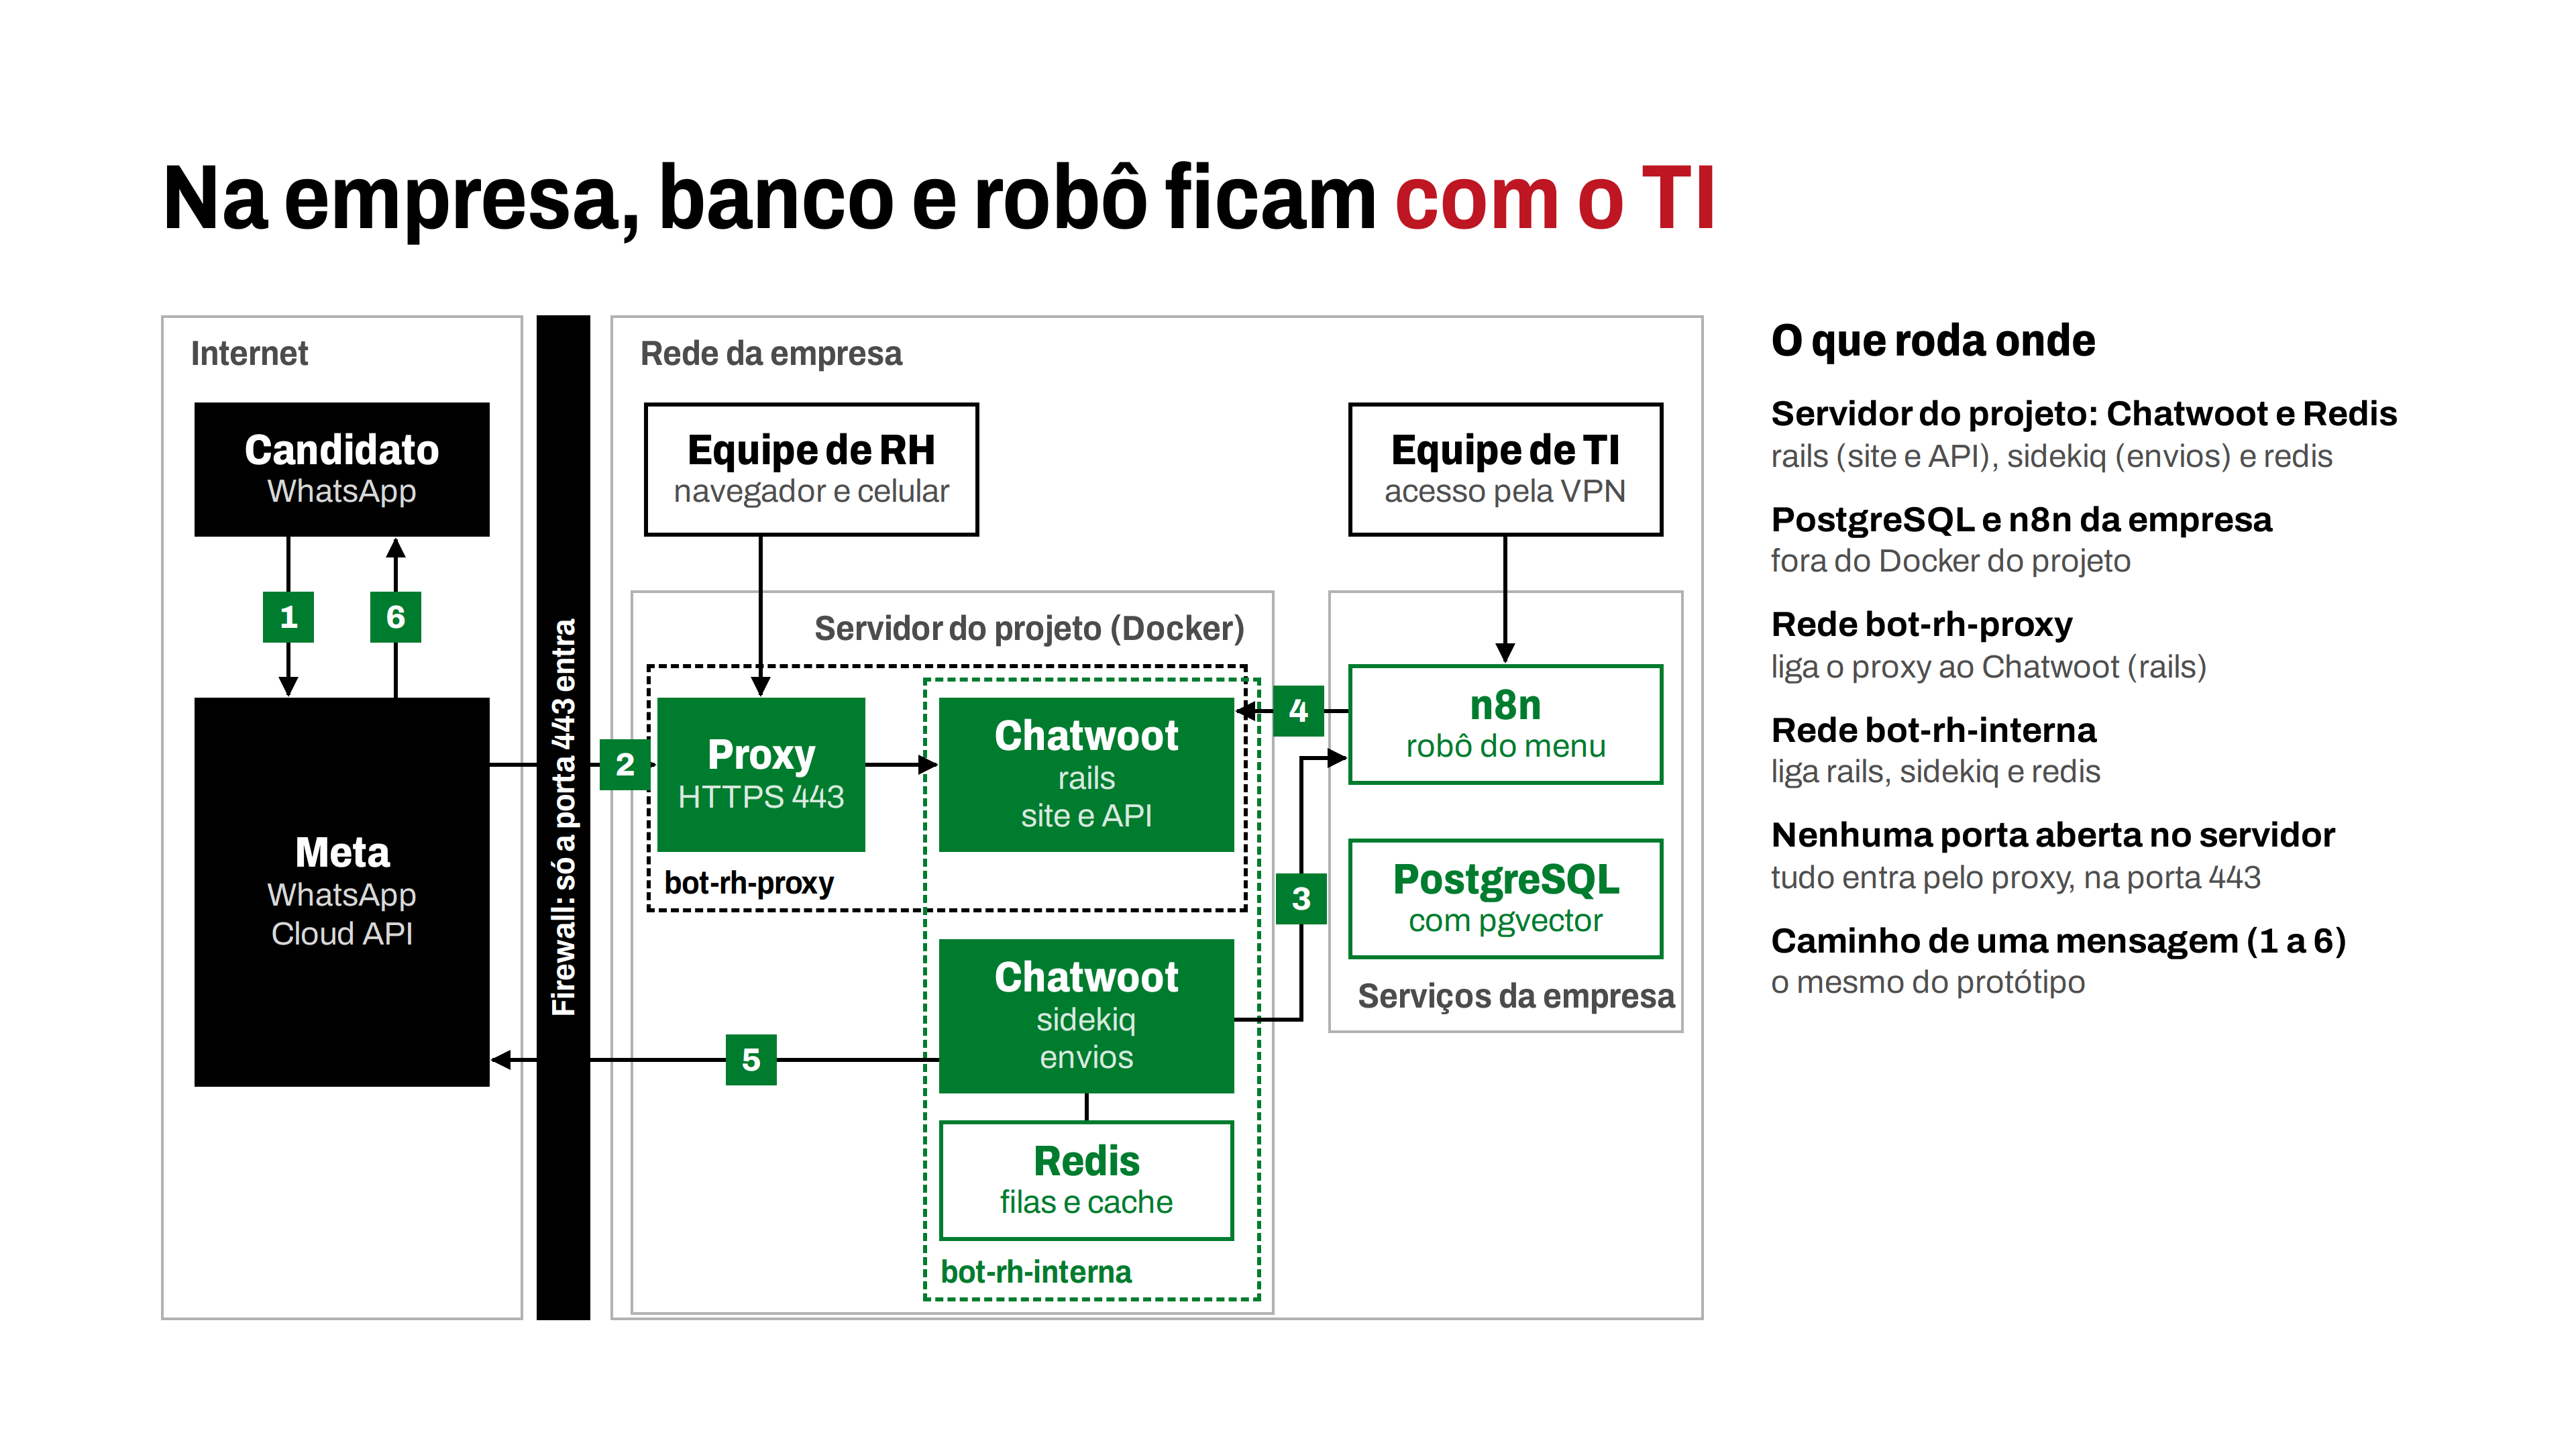 Na empresa, banco e robô ficam com o TI
Internet
Candidato
WhatsApp
1
6
Meta
WhatsApp
Cloud API
Firewall: só a porta 443 entra
Rede da empresa
Equipe de RH
navegador e celular
Equipe de TI
acesso pela VPN
Servidor do projeto (Docker)
2
Proxy
HTTPS 443
bot-rh-proxy
Chatwoot
rails
site e API
4
n8n
robô do menu
3
PostgreSQL
com pgvector
Serviços da empresa
Chatwoot
sidekiq
envios
5
Redis
filas e cache
bot-rh-interna
O que roda onde
Servidor do projeto: Chatwoot e Redis
rails (site e API), sidekiq (envios) e redis
PostgreSQL e n8n da empresa
fora do Docker do projeto
Rede bot-rh-proxy
liga o proxy ao Chatwoot (rails)
Rede bot-rh-interna
liga rails, sidekiq e redis
Nenhuma porta aberta no servidor
tudo entra pelo proxy, na porta 443
Caminho de uma mensagem (1 a 6)
o mesmo do protótipo